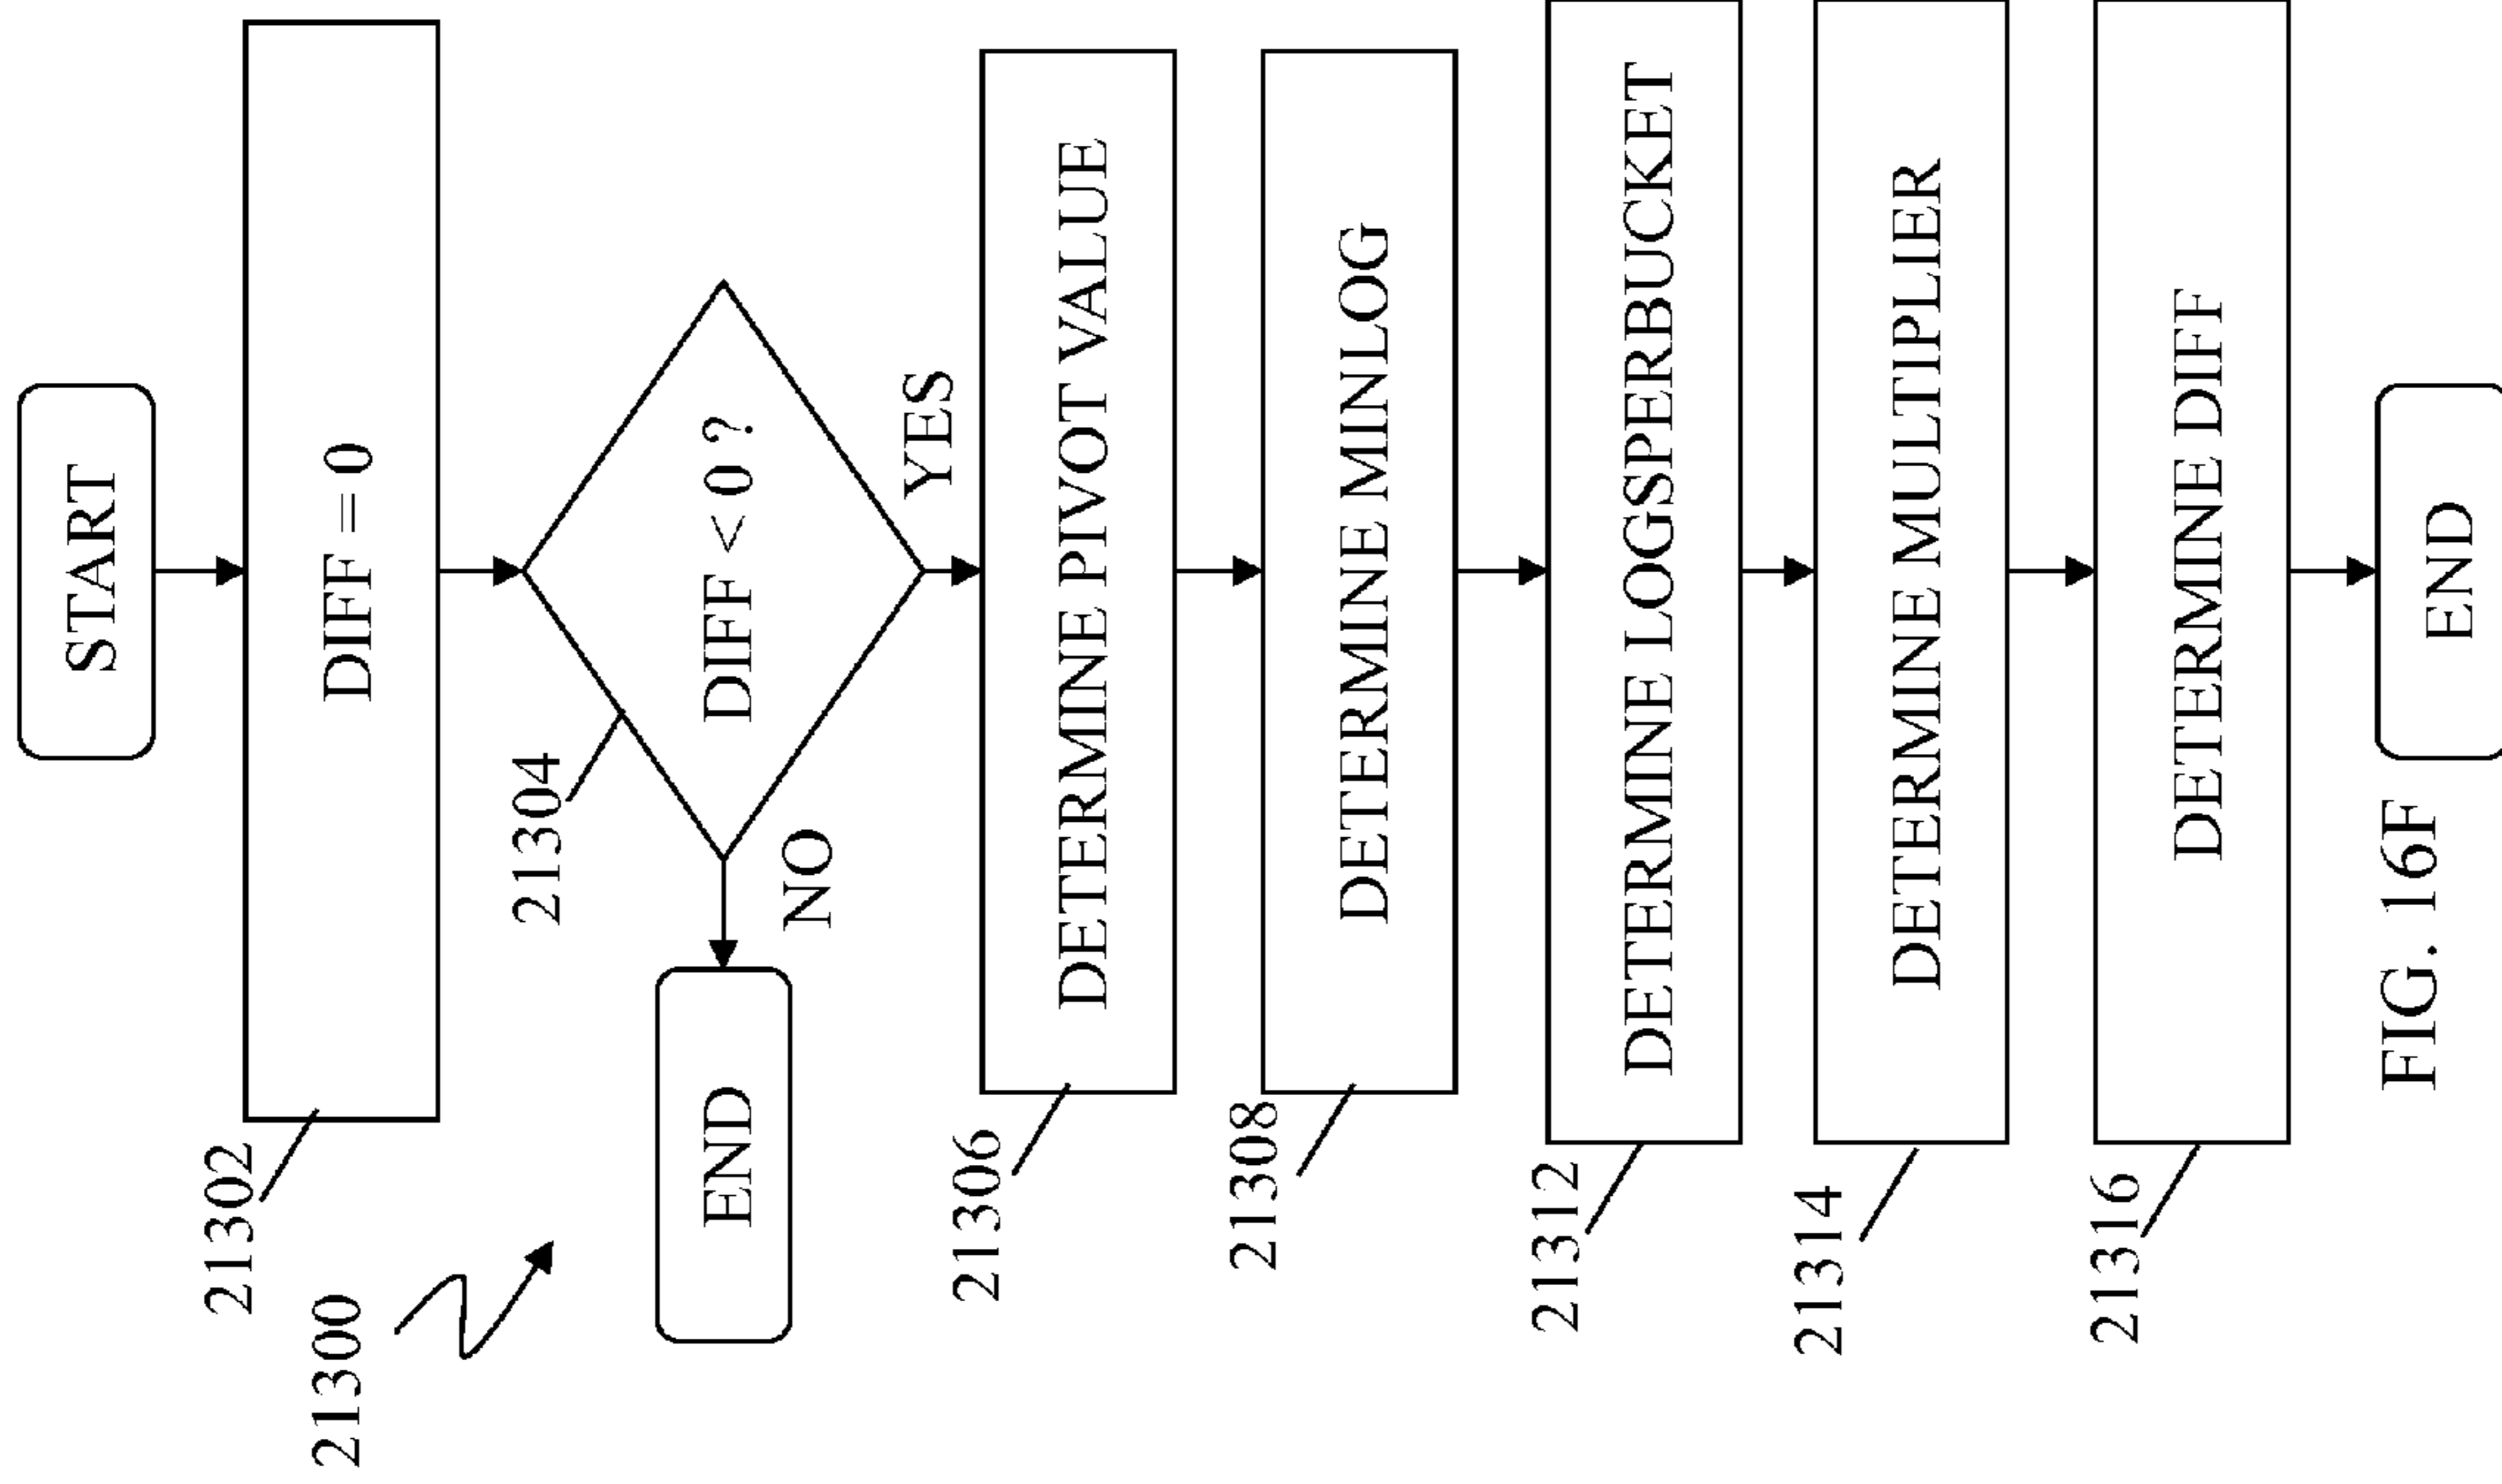 START
21302
DIFF = 0
21300
21304
DIFF < 0 ?
NO
END
YES
21306
DETERMINE PIVOT VALUE
21308
DETERMINE MINLOG
21312
DETERMINE LOGSPERBUCKET
21314
DETERMINE MULTIPLIER
21316
DETERMINE DIFF
END
FIG. 16F